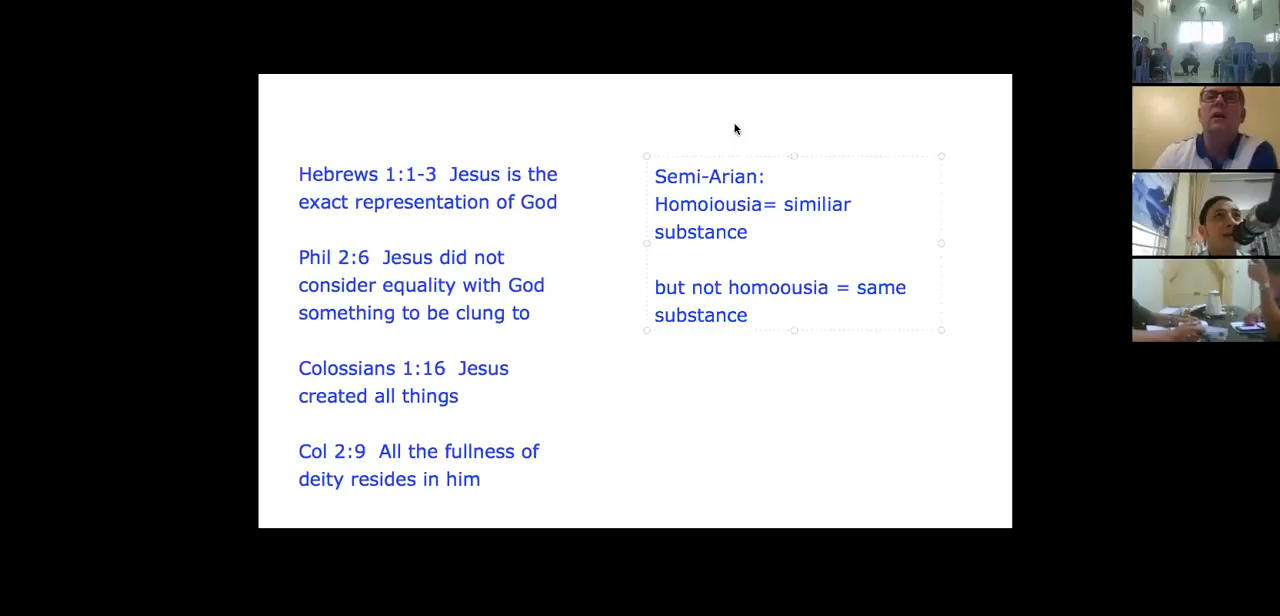 Hebrews 1:1-3  Jesus is the
exact representation of God
Phil 2:6  Jesus did not
consider equality with God
something to be clung to
Colossians 1:16  Jesus
created all things
Col 2:9  All the fullness of
deity resides in him
Semi-Arian:
Homoiousia= similiar
substance
but not homoousia = same
substance